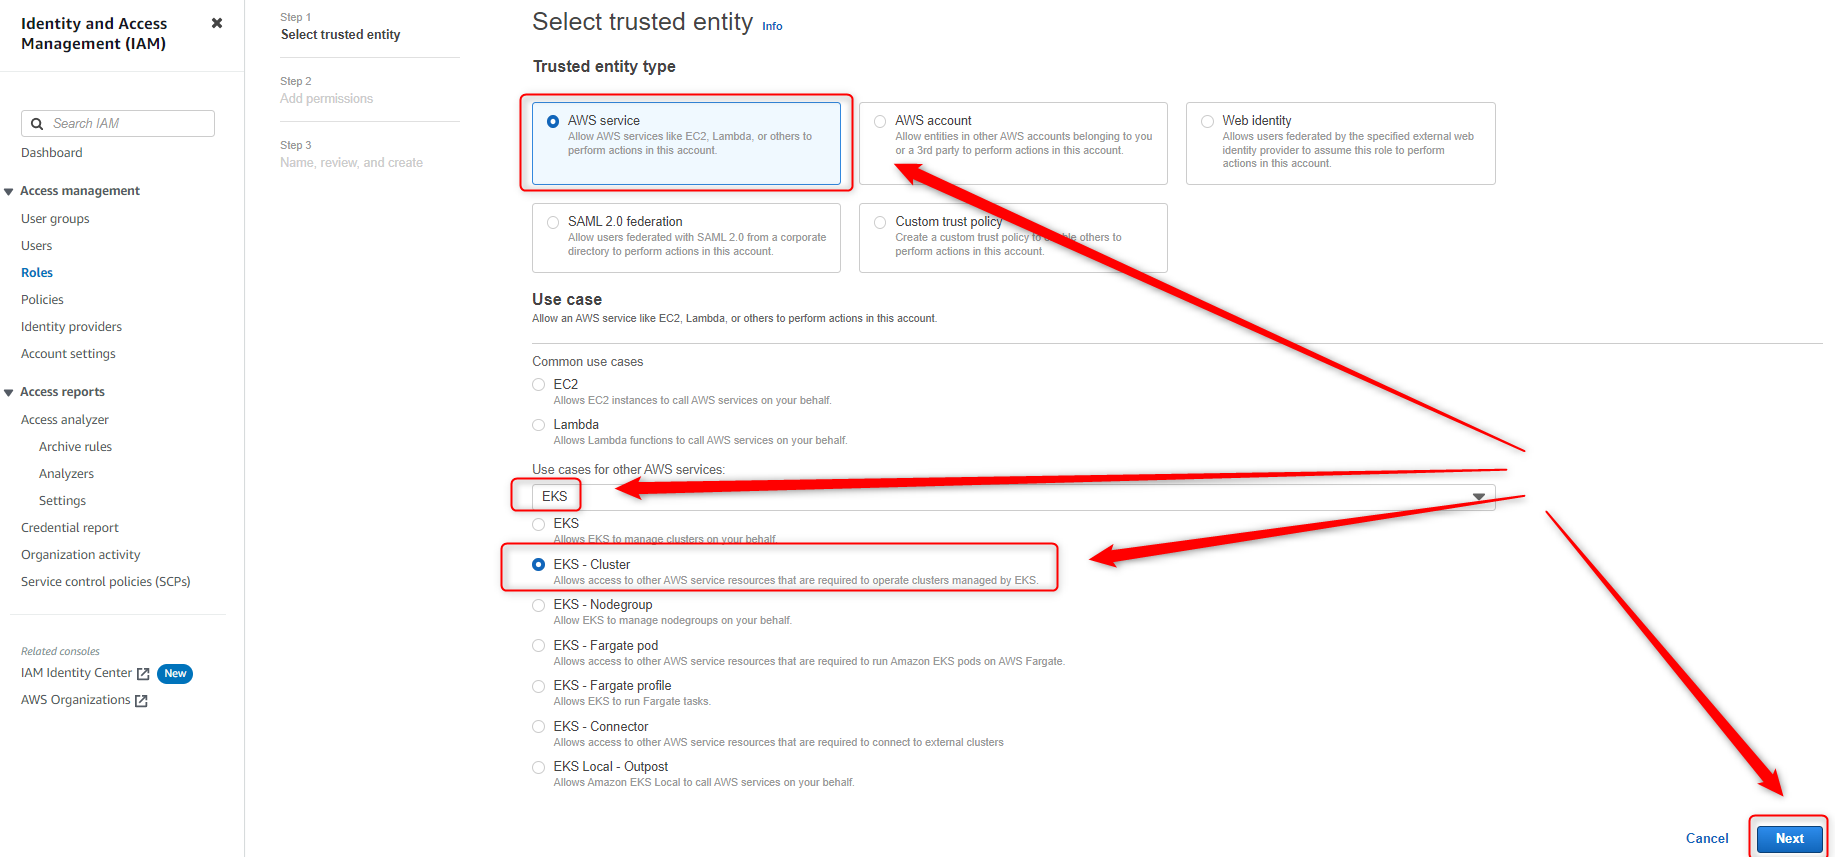 Identity and Access
Management (IAM)
Search IAM
Dashboard
Access management
User groups
Users
Roles
Policies
Identity providers
Account settings
Access reports
Access analyzer
Archive rules
Analyzers
Settings
Credential report
Organization activity
Service control policies (SCPs)
Related consoles
IAM Identity Center New
AWS Organizations
Step 1
Select trusted entity
Step 2
Add permissions
Step 3
Name, review, and create
Select trusted entity Info
Trusted entity type
AWS service
Allow AWS services like EC2, Lambda, or others to
perform actions in this account.
AWS account
Allow entities in other AWS accounts belonging to you
or a 3rd party to perform actions in this account.
Web identity
Allows users federated by the specified external web
identity provider to assume this role to perform
actions in this account.
SAML 2.0 federation
Allow users federated with SAML 2.0 from a corporate
directory to perform actions in this account.
Custom trust policy
Create a custom trust policy to enable others to
perform actions in this account.
Use case
Allow an AWS service like EC2, Lambda, or others to perform actions in this account.
Common use cases
EC2
Allows EC2 instances to call AWS services on your behalf.
Lambda
Allows Lambda functions to call AWS services on your behalf.
Use cases for other AWS services:
EKS
EKS
Allows EKS to manage clusters on your behalf.
EKS - Cluster
Allows access to other AWS service resources that are required to operate clusters managed by EKS.
EKS - Nodegroup
Allow EKS to manage nodegroups on your behalf.
EKS - Fargate pod
Allows access to other AWS service resources that are required to run Amazon EKS pods on AWS Fargate.
EKS - Fargate profile
Allows EKS to run Fargate tasks.
EKS - Connector
Allows access to other AWS service resources that are required to connect to external clusters
EKS Local - Outpost
Allows Amazon EKS Local to call AWS services on your behalf.
Cancel
Next